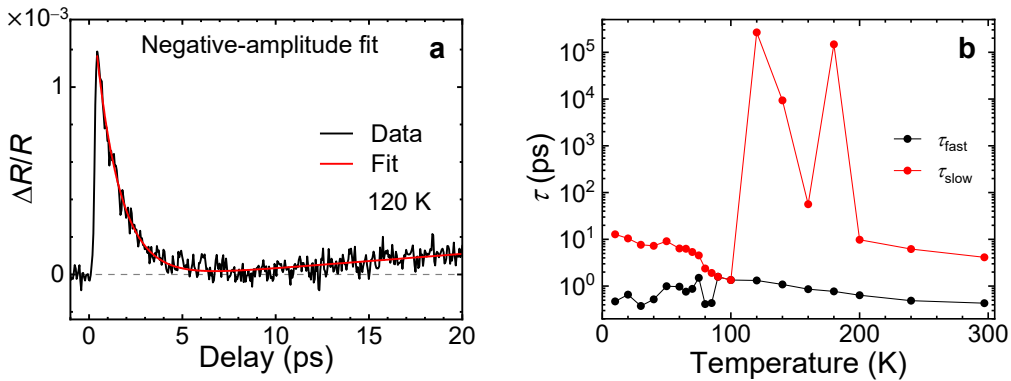 ×10⁻³
Negative-amplitude fit
a
1
0
ΔR/R
Data
Fit
120 K
0 5 10 15 20
Delay (ps)
b
10⁵
10⁴
10³
10²
10¹
10⁰
τ (ps)
τfast
τslow
0 100 200 300
Temperature (K)